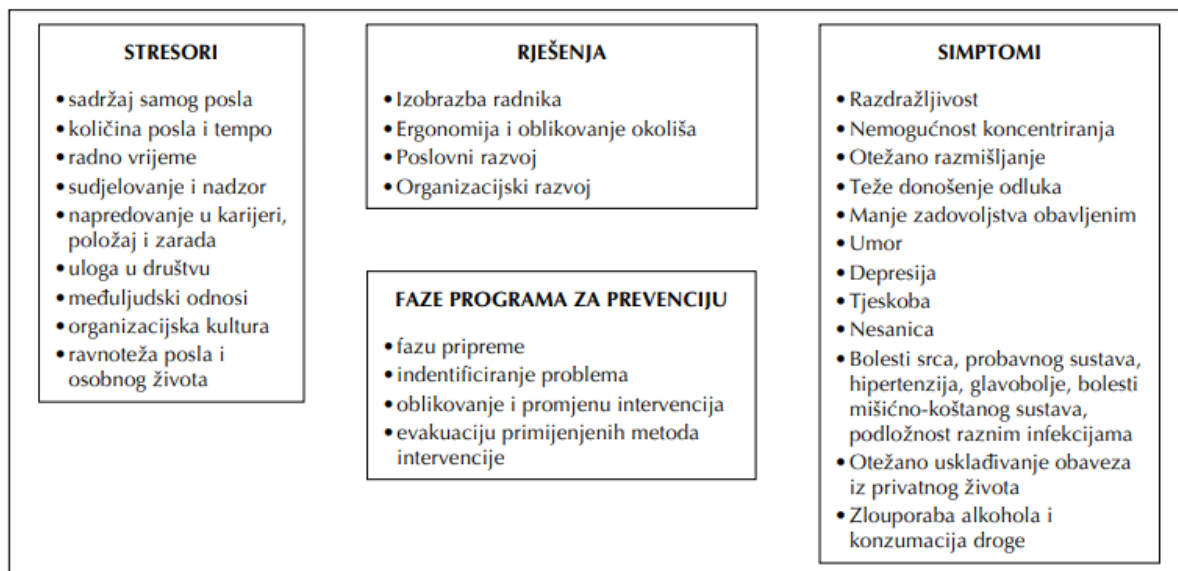 STRESORI
• sadržaj samog posla
• količina posla i tempo
• radno vrijeme
• sudjelovanje i nadzor
• napredovanje u karijeri,
položaj i zarada
• uloga u društvu
• međuljudski odnosi
• organizacijska kultura
• ravnoteža posla i
osobnog života
RJEŠENJA
• Izobrazba radnika
• Ergonomija i oblikovanje okoliša
• Poslovni razvoj
• Organizacijski razvoj
FAZE PROGRAMA ZA PREVENCIJU
• fazu pripreme
• indentificiranje problema
• oblikovanje i promjenu intervencija
• evakuaciju primijenjenih metoda
intervencije
SIMPTOMI
• Razdražljivost
• Nemogućnost koncentriranja
• Otežano razmišljanje
• Teže donošenje odluka
• Manje zadovoljstva obavljenim
• Umor
• Depresija
• Tjeskoba
• Nesanica
• Bolesti srca, probavnog sustava,
hipertenzija, glavobolje, bolesti
mišićno-koštanog sustava,
podložnost raznim infekcijama
• Otežano usklađivanje obaveza
iz privatnog života
• Zlouporaba alkohola i
konzumacija droge